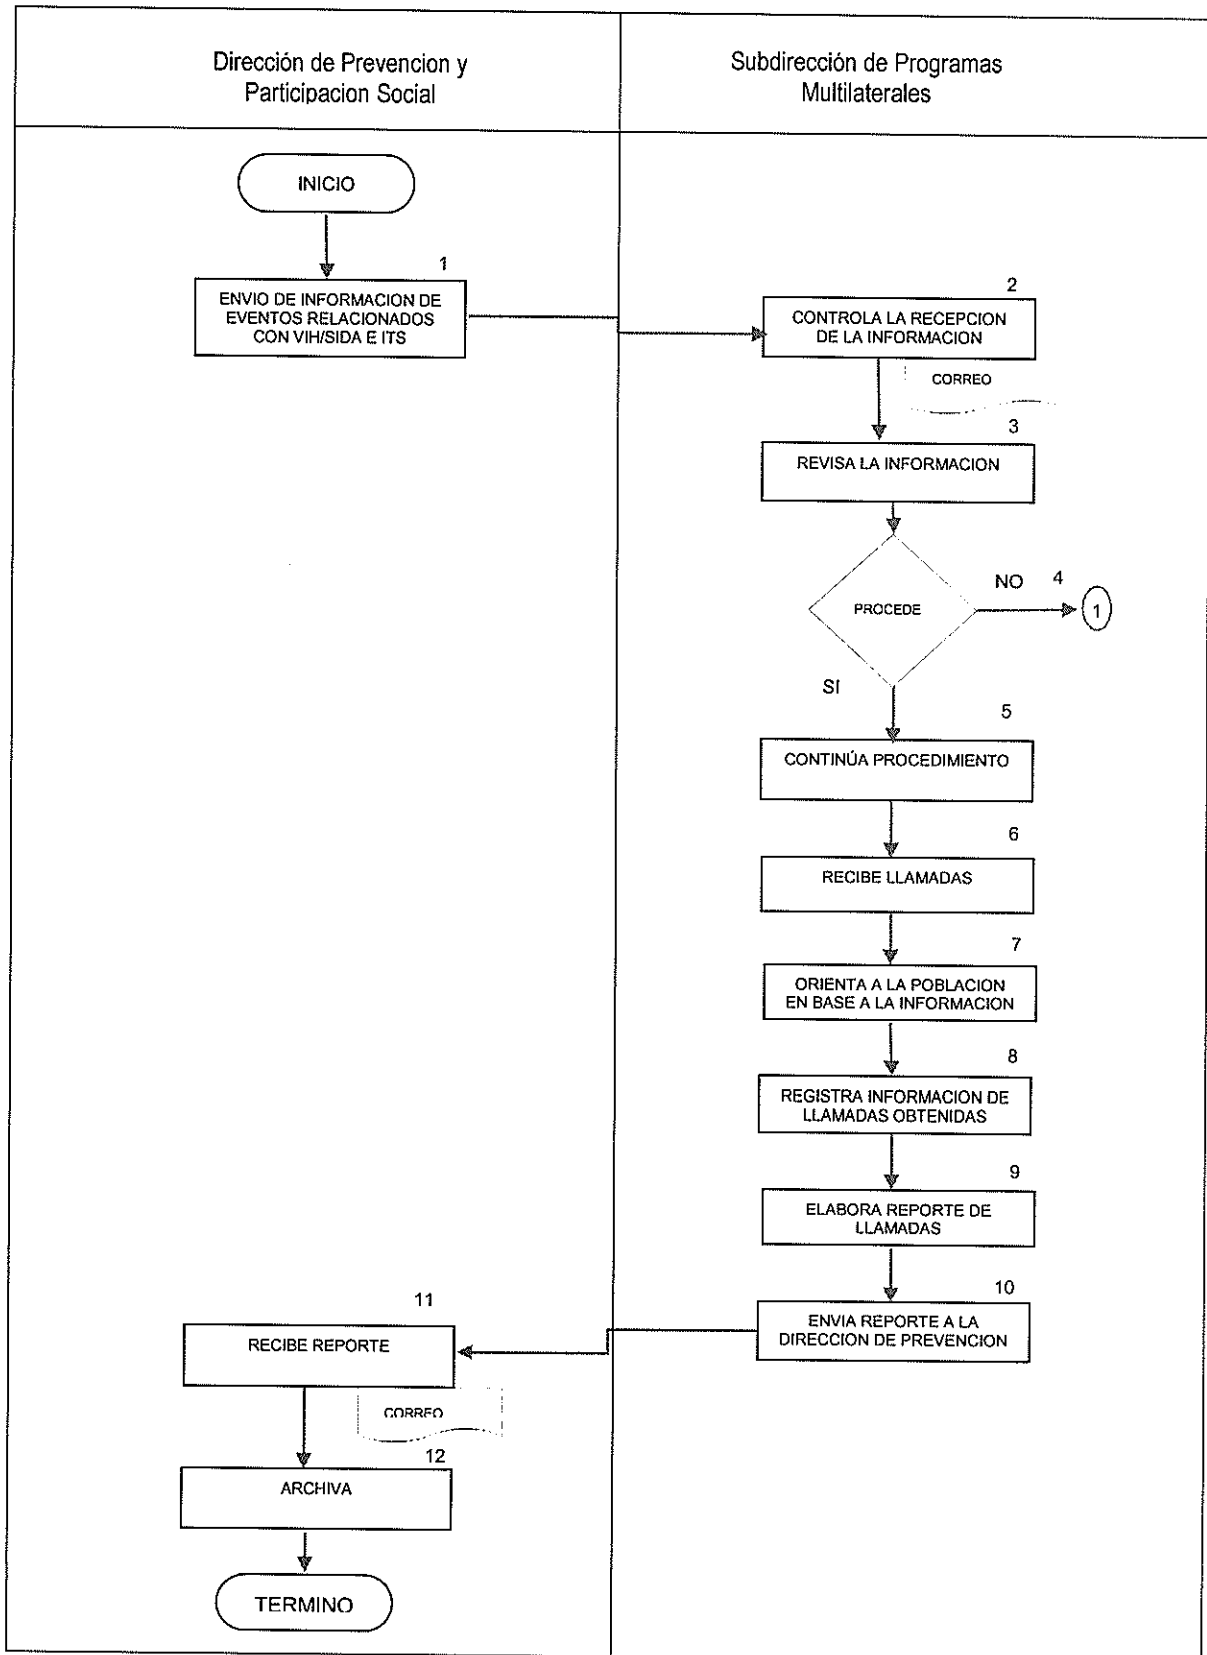 Dirección de Prevencion y
Participacion Social
Subdirección de Programas
Multilaterales
INICIO
1
ENVIO DE INFORMACION DE
EVENTOS RELACIONADOS
CON VIH/SIDA E ITS
2
CONTROLA LA RECEPCION
DE LA INFORMACION
CORREO
3
REVISA LA INFORMACION
PROCEDE
NO
4
1
SI
5
CONTINÚA PROCEDIMIENTO
6
RECIBE LLAMADAS
7
ORIENTA A LA POBLACION
EN BASE A LA INFORMACION
8
REGISTRA INFORMACION DE
LLAMADAS OBTENIDAS
9
ELABORA REPORTE DE
LLAMADAS
10
ENVIA REPORTE A LA
DIRECCION DE PREVENCION
11
RECIBE REPORTE
CORREO
12
ARCHIVA
TERMINO